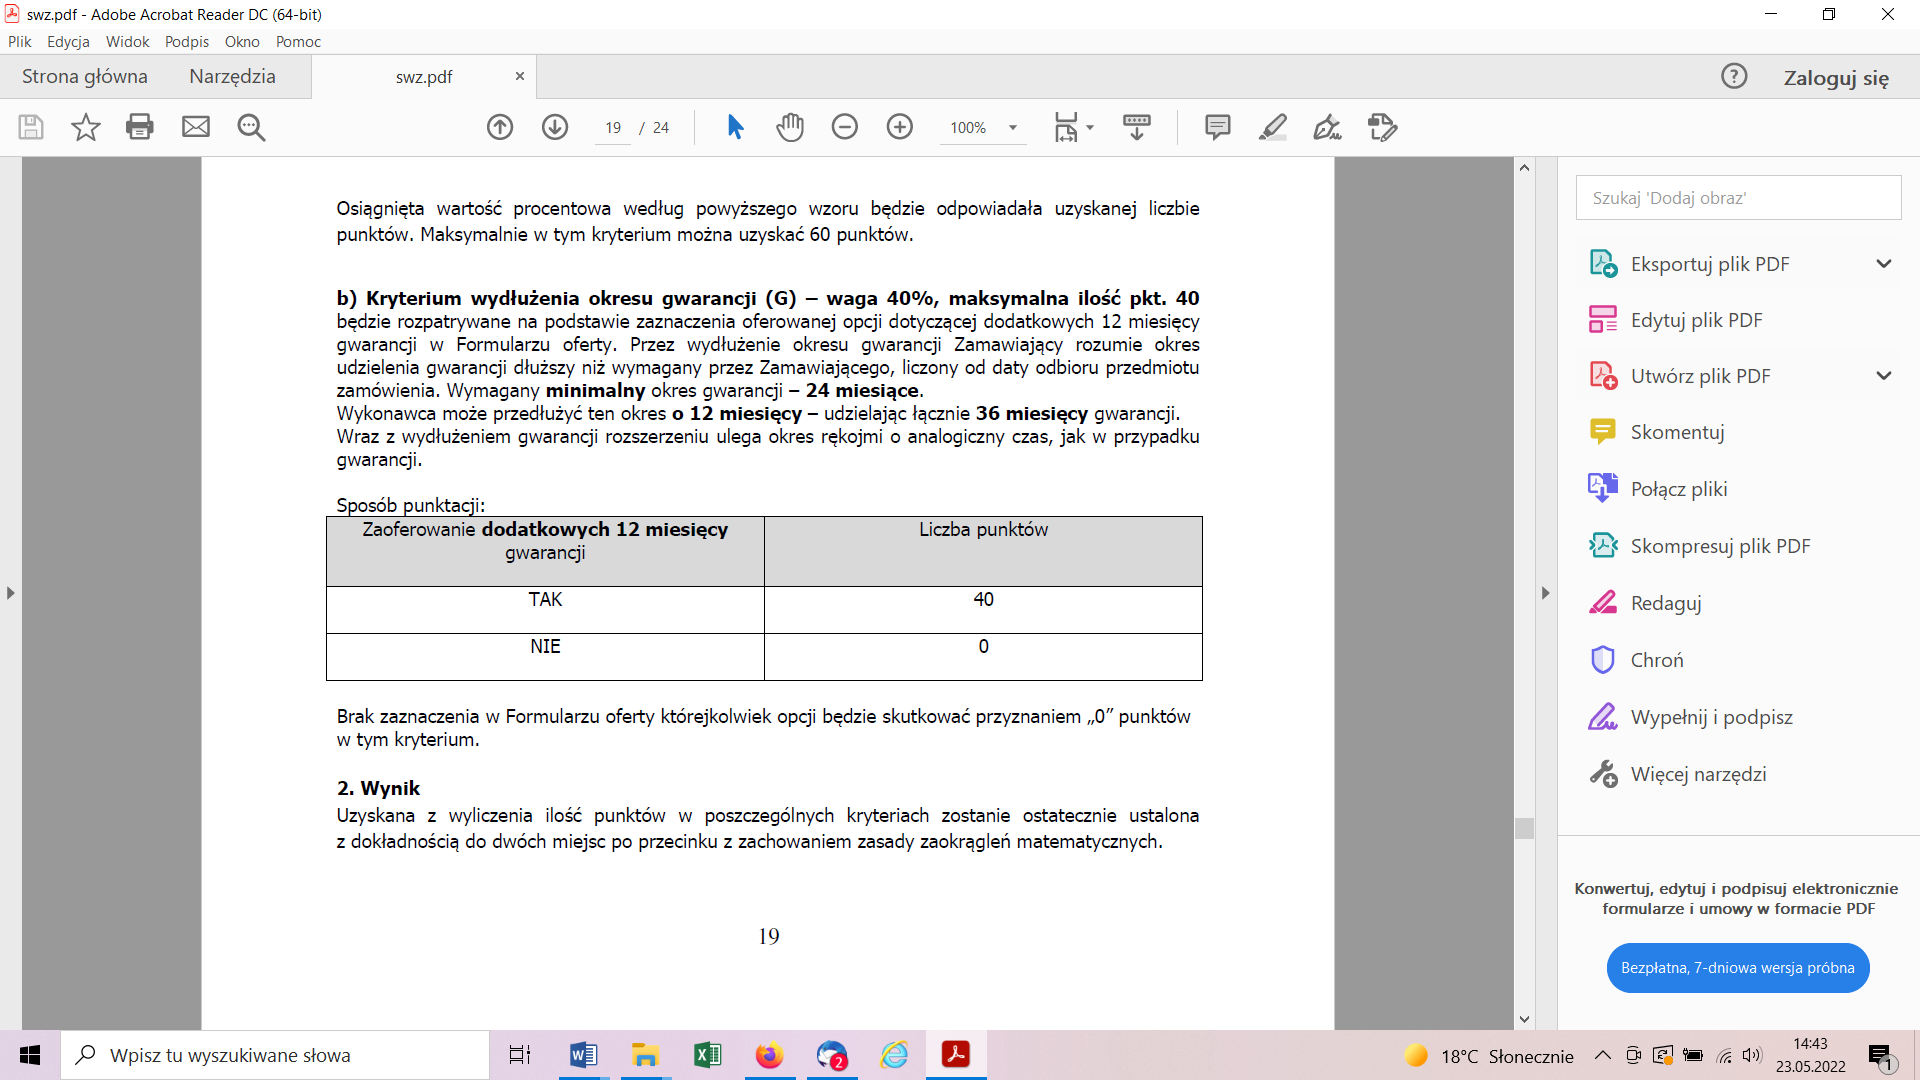 swz.pdf - Adobe Acrobat Reader DC (64-bit)
Plik Edycja Widok Podpis Okno Pomoc
Strona główna Narzędzia swz.pdf × ? Zaloguj się
19 / 24 100%
Osiągnięta wartość procentowa według powyższego wzoru będzie odpowiadała uzyskanej liczbie
punktów. Maksymalnie w tym kryterium można uzyskać 60 punktów.
b) Kryterium wydłużenia okresu gwarancji (G) – waga 40%, maksymalna ilość pkt. 40
będzie rozpatrywane na podstawie zaznaczenia oferowanej opcji dotyczącej dodatkowych 12 miesięcy
gwarancji w Formularzu oferty. Przez wydłużenie okresu gwarancji Zamawiający rozumie okres
udzielenia gwarancji dłuższy niż wymagany przez Zamawiającego, liczony od daty odbioru przedmiotu
zamówienia. Wymagany minimalny okres gwarancji – 24 miesiące.
Wykonawca może przedłużyć ten okres o 12 miesięcy – udzielając łącznie 36 miesięcy gwarancji.
Wraz z wydłużeniem gwarancji rozszerzeniu ulega okres rękojmi o analogiczny czas, jak w przypadku
gwarancji.
Sposób punktacji:
Zaoferowanie dodatkowych 12 miesięcy
gwarancji
Liczba punktów
TAK 40
NIE 0
Brak zaznaczenia w Formularzu oferty którejkolwiek opcji będzie skutkować przyznaniem „0” punktów
w tym kryterium.
2. Wynik
Uzyskana z wyliczenia ilość punktów w poszczególnych kryteriach zostanie ostatecznie ustalona
z dokładnością do dwóch miejsc po przecinku z zachowaniem zasady zaokrągleń matematycznych.
19
Szukaj 'Dodaj obraz'
Eksportuj plik PDF
Edytuj plik PDF
Utwórz plik PDF
Skomentuj
Połącz pliki
Skompresuj plik PDF
Redaguj
Chroń
Wypełnij i podpisz
Więcej narzędzi
Konwertuj, edytuj i podpisuj elektronicznie
formularze i umowy w formacie PDF
Bezpłatna, 7-dniowa wersja próbna
Wpisz tu wyszukiwane słowa
2
18°C Słonecznie
14:43
23.05.2022
1